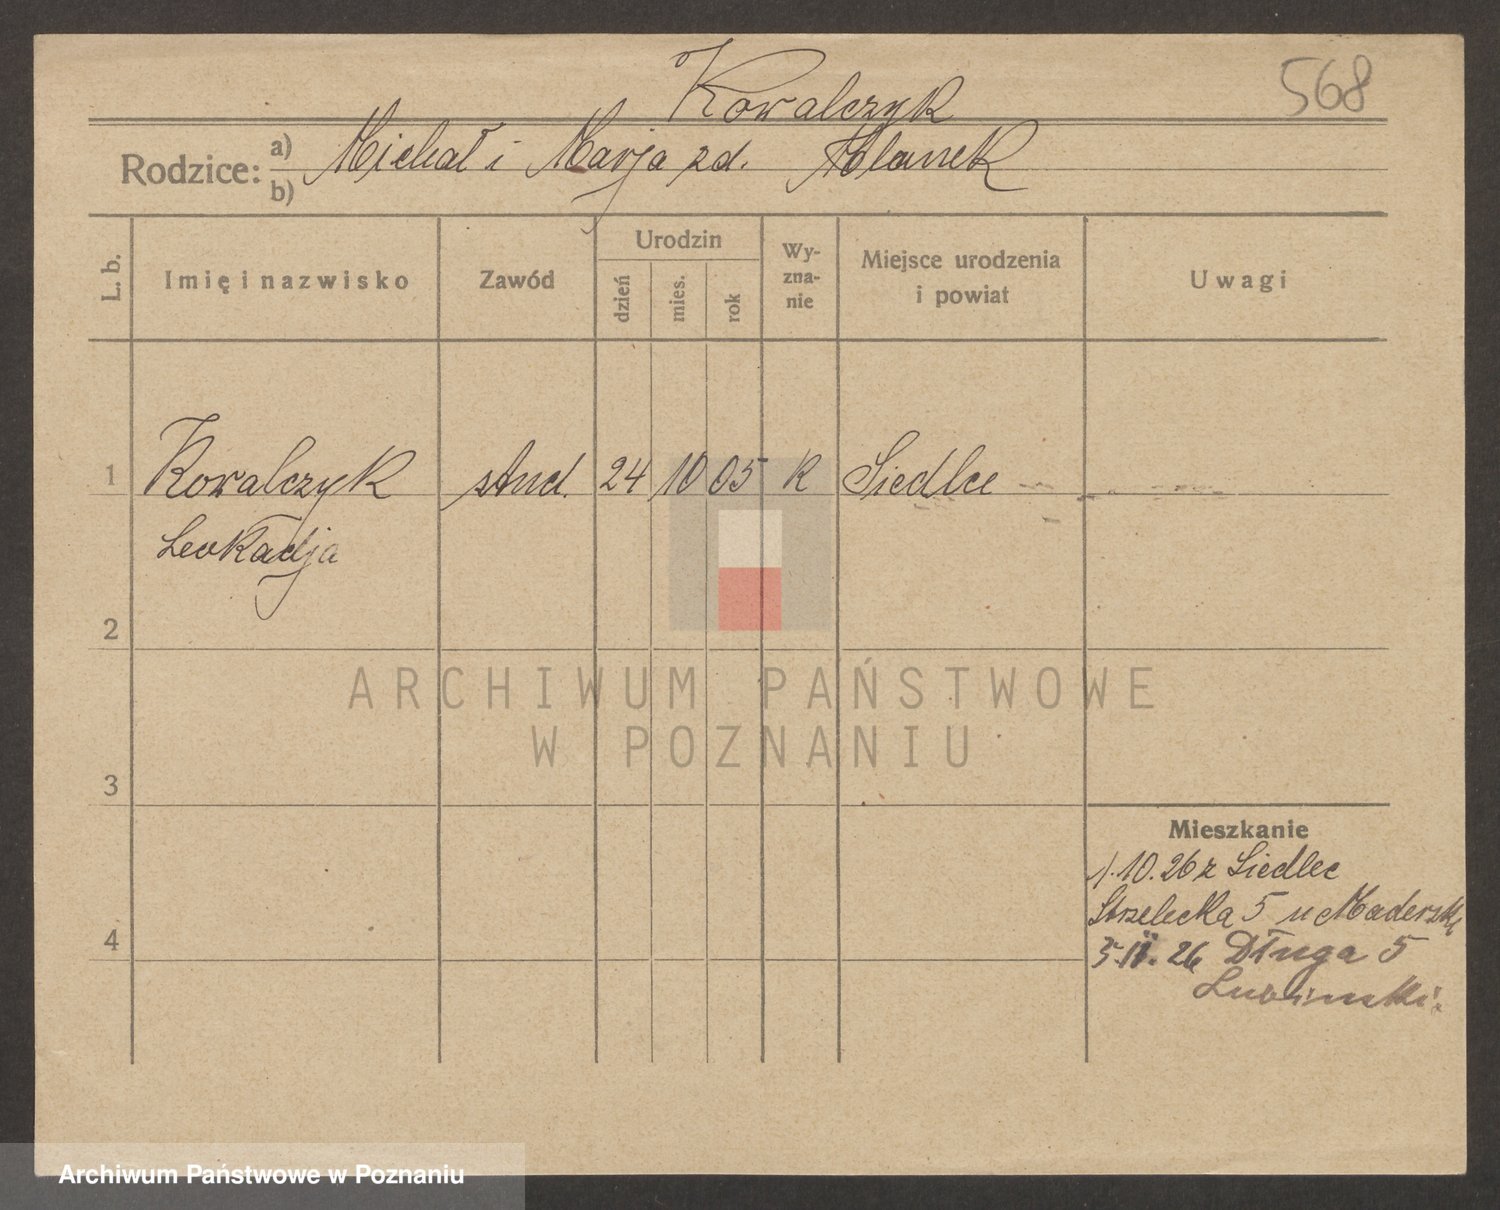 568
Kowalczyk
Rodzice: a) Michał i Marja zd.
b)
L. b.
Imię i nazwisko
Zawód
Urodzin
dzień
mies.
rok
Wy-
zna-
nie
Miejsce urodzenia
i powiat
Uwagi
1 Kowalczyk stud. 24 10 05 R Siedlce
Leokadja
2
3
4
Mieszkanie
1.10.26 z Siedlec
Strzelecka 5 u Maderski
5.II.26 Długa 5
ARCHIWUM PAŃSTWOWE
W POZNANIU
Archiwum Państwowe w Poznaniu